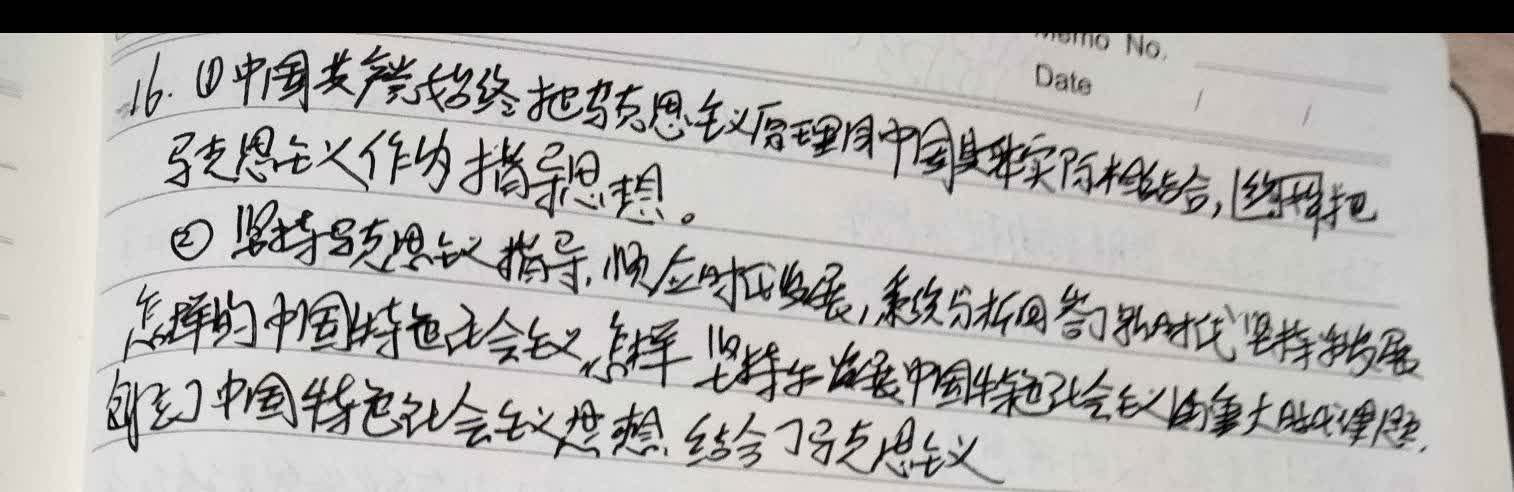 Memo No.
Date / /
16. ①中国共产党始终把马克思主义原理同中国具体实际相结合,始终把
马克思主义作为指导思想。
② 坚持马克思主义指导,顺应时代发展,系统分析回答了新时代坚持和发展
怎样的中国特色社会主义,怎样坚持和发展中国特色社会主义的重大时代课题,
创立了中国特色社会主义思想,结合了马克思主义